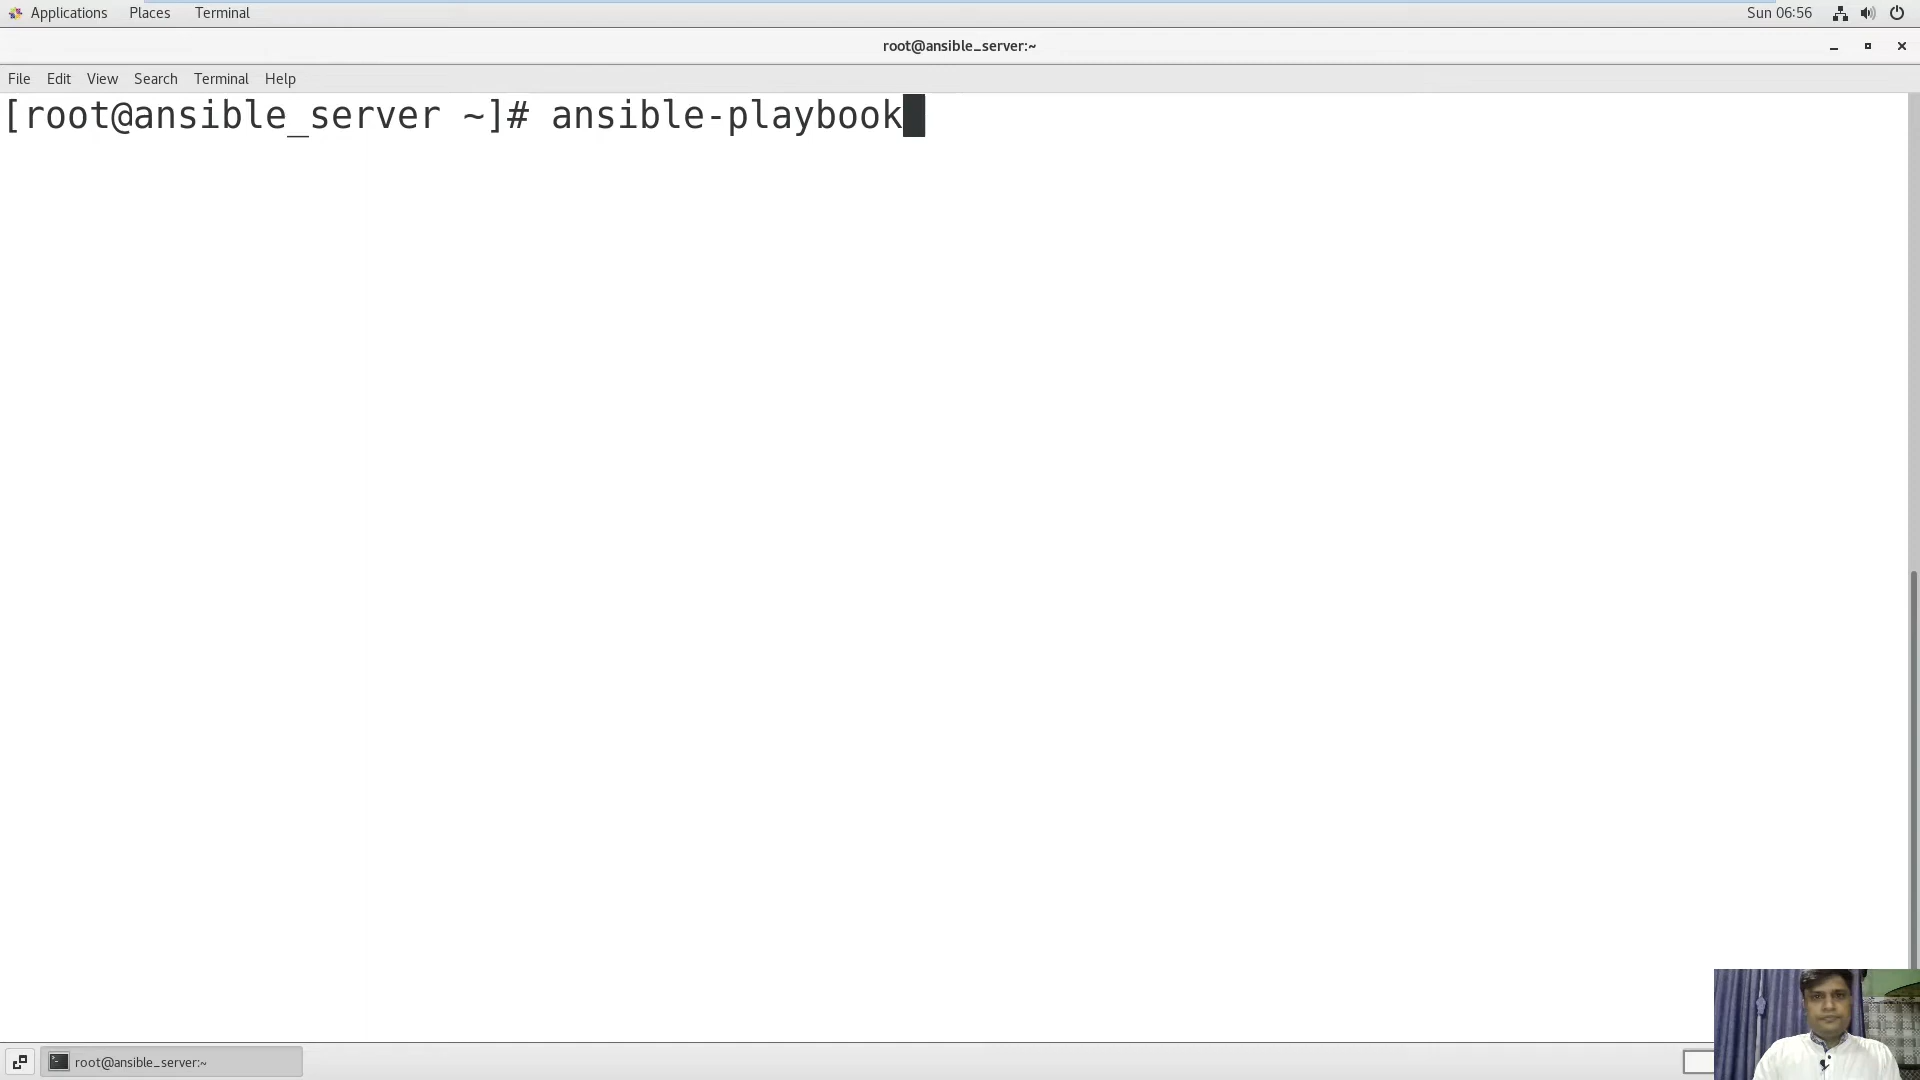 Applications Places Terminal Sun 06:56
root@ansible_server:~
File Edit View Search Terminal Help
[root@ansible_server ~]# ansible-playbook
root@ansible_server:~